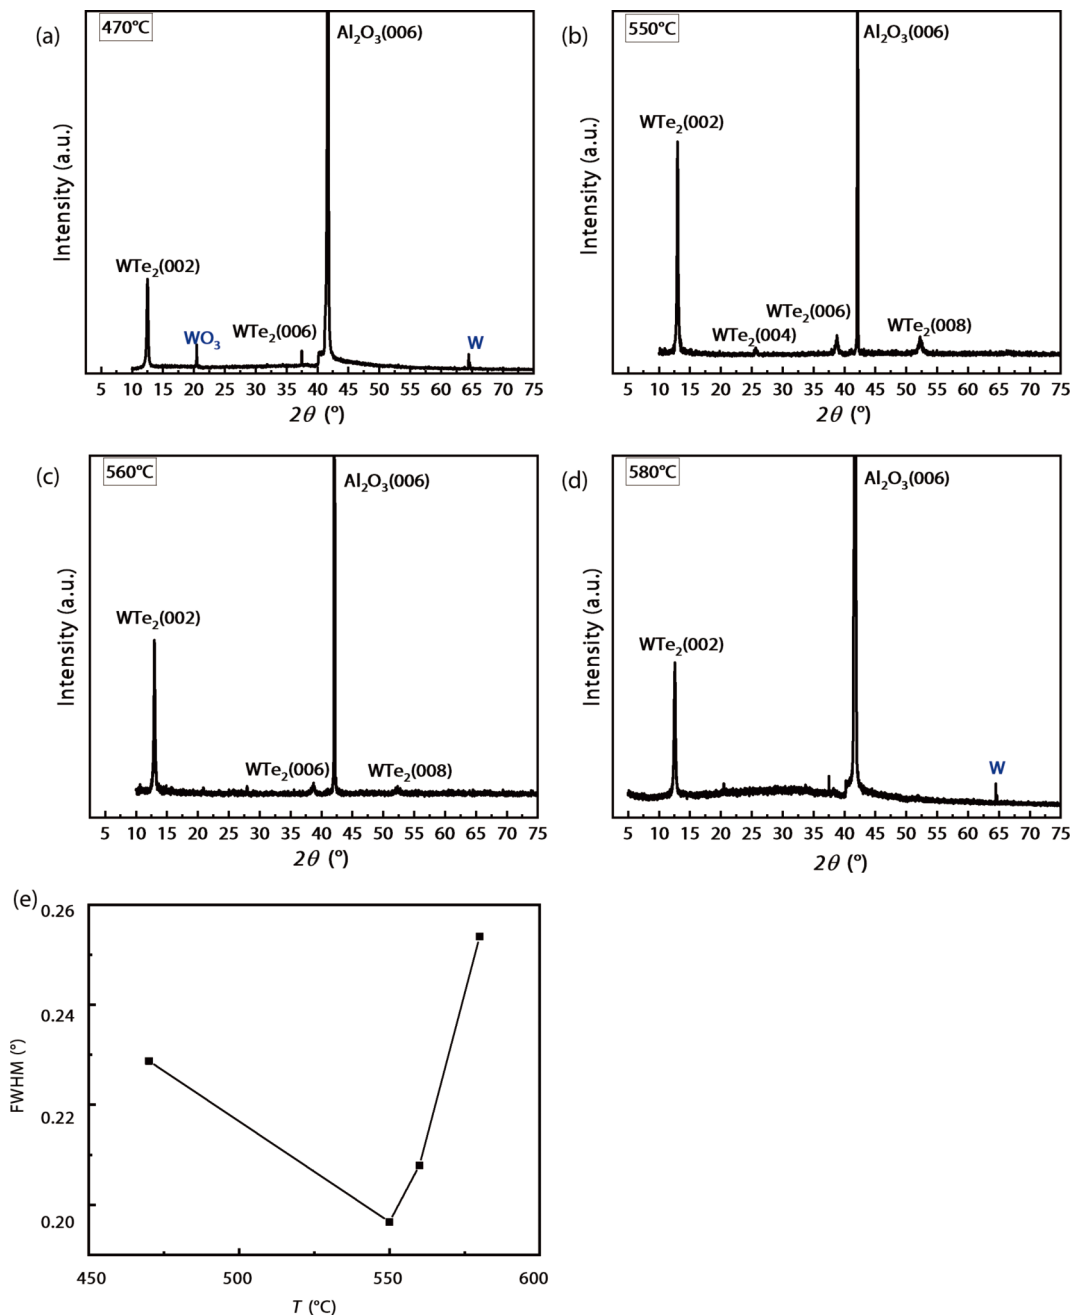 (a)
470°C
Al₂O₃(006)
WTe₂(002)
WO₃
WTe₂(006)
W
Intensity (a.u.)
5 10 15 20 25 30 35 40 45 50 55 60 65 70 75
2θ (°)
(b)
550°C
Al₂O₃(006)
WTe₂(002)
WTe₂(004)
WTe₂(006)
WTe₂(008)
Intensity (a.u.)
5 10 15 20 25 30 35 40 45 50 55 60 65 70 75
2θ (°)
(c)
560°C
Al₂O₃(006)
WTe₂(002)
WTe₂(006)
WTe₂(008)
Intensity (a.u.)
5 10 15 20 25 30 35 40 45 50 55 60 65 70 75
2θ (°)
(d)
580°C
Al₂O₃(006)
WTe₂(002)
W
Intensity (a.u.)
5 10 15 20 25 30 35 40 45 50 55 60 65 70 75
2θ (°)
(e)
0.26
0.24
0.22
0.20
FWHM (°)
450 500 550 600
T (°C)